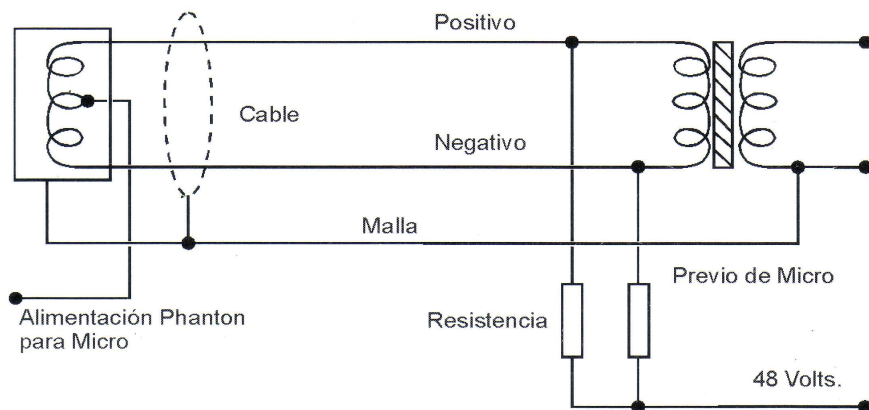 Positivo
Cable
Negativo
Malla
Previo de Micro
Alimentación Phanton
para Micro
Resistencia
48 Volts.